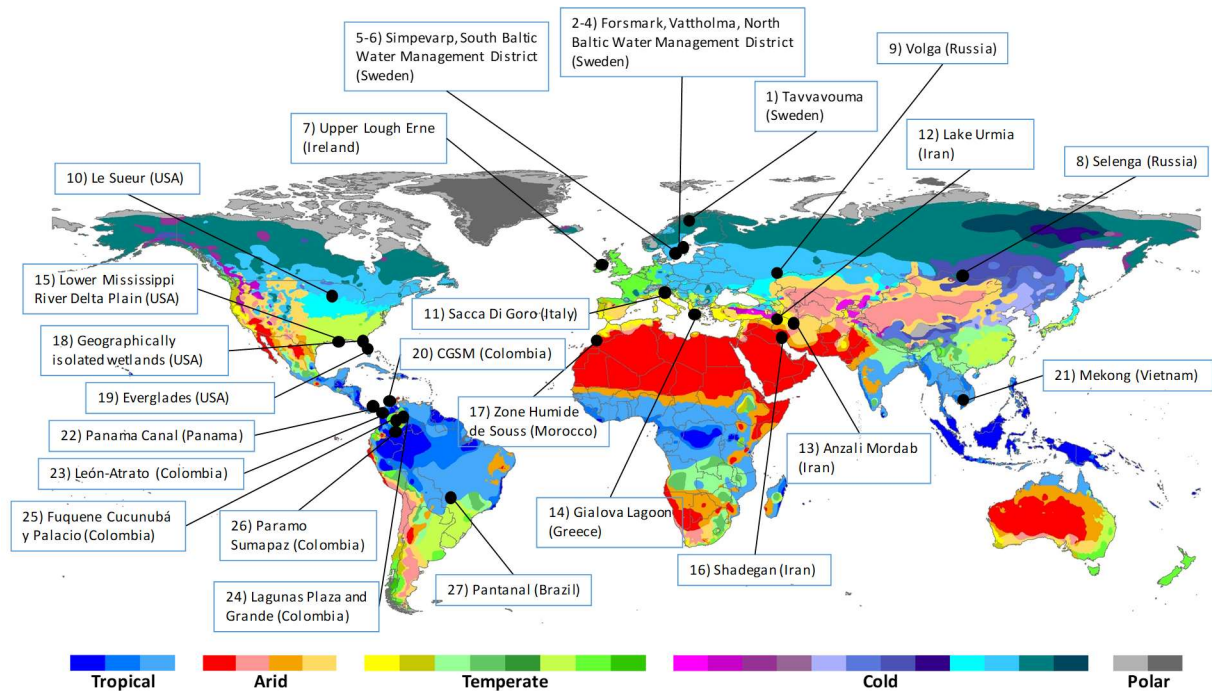 2-4) Forsmark, Vattholma, North
Baltic Water Management District
(Sweden)
5-6) Simpevarp, South Baltic
Water Management District
(Sweden)
9) Volga (Russia)
1) Tavvavouma
(Sweden)
7) Upper Lough Erne
(Ireland)
12) Lake Urmia
(Iran)
8) Selenga (Russia)
10) Le Sueur (USA)
15) Lower Mississippi
River Delta Plain (USA)
11) Sacca Di Goro (Italy)
18) Geographically
isolated wetlands (USA)
20) CGSM (Colombia)
21) Mekong (Vietnam)
19) Everglades (USA)
17) Zone Humide
de Souss (Morocco)
22) Panama Canal (Panama)
13) Anzali Mordab
(Iran)
23) León-Atrato (Colombia)
25) Fuquene Cucunubá
y Palacio (Colombia)
26) Paramo
Sumapaz (Colombia)
14) Gialova Lagoon
(Greece)
16) Shadegan (Iran)
24) Lagunas Plaza and
Grande (Colombia)
27) Pantanal (Brazil)
Tropical
Arid
Temperate
Cold
Polar